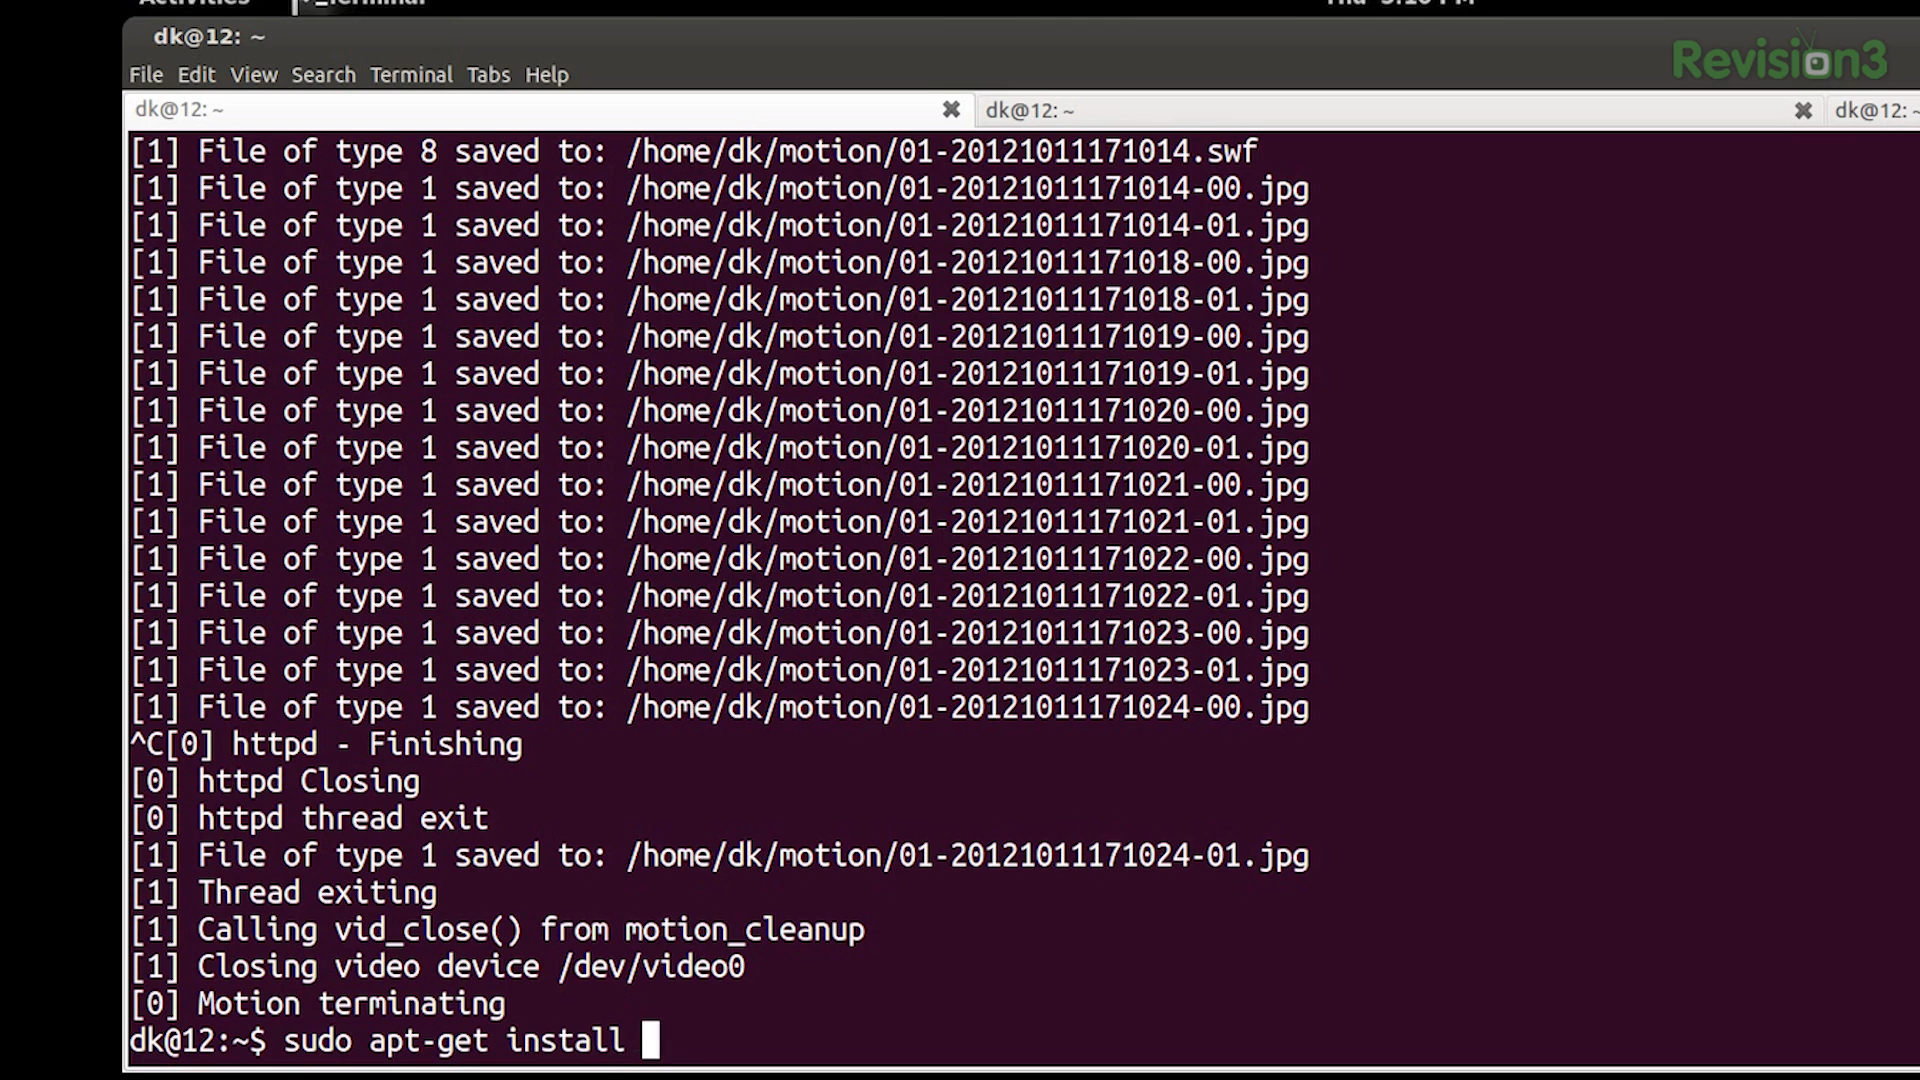 Activities Terminal Thu 5:10 PM
dk@12: ~
Revision3
File Edit View Search Terminal Tabs Help
dk@12: ~ dk@12: ~ dk@12: ~
[1] File of type 8 saved to: /home/dk/motion/01-20121011171014.swf
[1] File of type 1 saved to: /home/dk/motion/01-20121011171014-00.jpg
[1] File of type 1 saved to: /home/dk/motion/01-20121011171014-01.jpg
[1] File of type 1 saved to: /home/dk/motion/01-20121011171018-00.jpg
[1] File of type 1 saved to: /home/dk/motion/01-20121011171018-01.jpg
[1] File of type 1 saved to: /home/dk/motion/01-20121011171019-00.jpg
[1] File of type 1 saved to: /home/dk/motion/01-20121011171019-01.jpg
[1] File of type 1 saved to: /home/dk/motion/01-20121011171020-00.jpg
[1] File of type 1 saved to: /home/dk/motion/01-20121011171020-01.jpg
[1] File of type 1 saved to: /home/dk/motion/01-20121011171021-00.jpg
[1] File of type 1 saved to: /home/dk/motion/01-20121011171021-01.jpg
[1] File of type 1 saved to: /home/dk/motion/01-20121011171022-00.jpg
[1] File of type 1 saved to: /home/dk/motion/01-20121011171022-01.jpg
[1] File of type 1 saved to: /home/dk/motion/01-20121011171023-00.jpg
[1] File of type 1 saved to: /home/dk/motion/01-20121011171023-01.jpg
[1] File of type 1 saved to: /home/dk/motion/01-20121011171024-00.jpg
^C[0] httpd - Finishing
[0] httpd Closing
[0] httpd thread exit
[1] File of type 1 saved to: /home/dk/motion/01-20121011171024-01.jpg
[1] Thread exiting
[1] Calling vid_close() from motion_cleanup
[1] Closing video device /dev/video0
[0] Motion terminating
dk@12:~$ sudo apt-get install